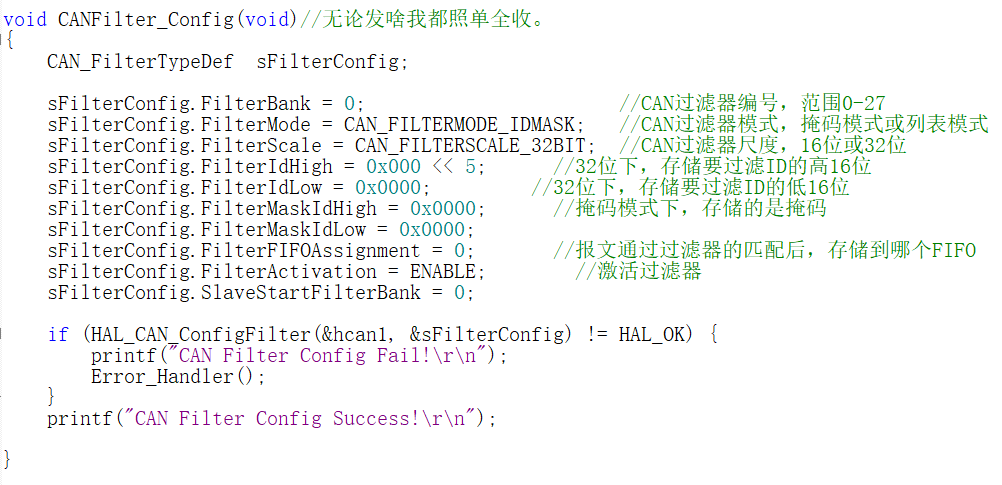 void CANFilter_Config(void)//无论发啥我都照单全收。
{
    CAN_FilterTypeDef  sFilterConfig;

    sFilterConfig.FilterBank = 0;                       //CAN过滤器编号，范围0-27
    sFilterConfig.FilterMode = CAN_FILTERMODE_IDMASK;   //CAN过滤器模式，掩码模式或列表模式
    sFilterConfig.FilterScale = CAN_FILTERSCALE_32BIT;  //CAN过滤器尺度，16位或32位
    sFilterConfig.FilterIdHigh = 0x000 << 5;      //32位下，存储要过滤ID的高16位
    sFilterConfig.FilterIdLow = 0x0000;         //32位下，存储要过滤ID的低16位
    sFilterConfig.FilterMaskIdHigh = 0x0000;      //掩码模式下，存储的是掩码
    sFilterConfig.FilterMaskIdLow = 0x0000;
    sFilterConfig.FilterFIFOAssignment = 0;       //报文通过过滤器的匹配后，存储到哪个FIFO
    sFilterConfig.FilterActivation = ENABLE;        //激活过滤器
    sFilterConfig.SlaveStartFilterBank = 0;

    if (HAL_CAN_ConfigFilter(&hcan1, &sFilterConfig) != HAL_OK) {
        printf("CAN Filter Config Fail!\r\n");
        Error_Handler();
    }
    printf("CAN Filter Config Success!\r\n");

}